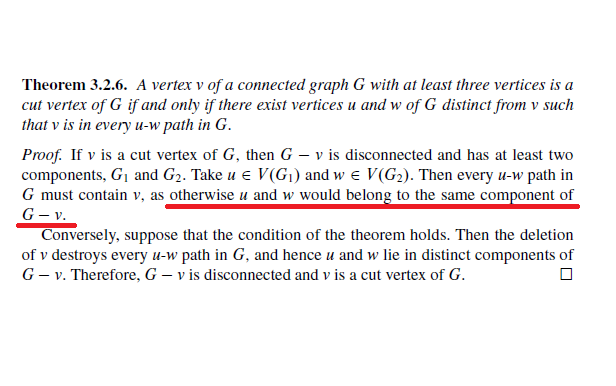 Theorem 3.2.6. A vertex v of a connected graph G with at least three vertices is a
cut vertex of G if and only if there exist vertices u and w of G distinct from v such
that v is in every u-w path in G.
Proof. If v is a cut vertex of G, then G − v is disconnected and has at least two
components, G₁ and G₂. Take u ∈ V(G₁) and w ∈ V(G₂). Then every u-w path in
G must contain v, as otherwise u and w would belong to the same component of
G − v.
Conversely, suppose that the condition of the theorem holds. Then the deletion
of v destroys every u-w path in G, and hence u and w lie in distinct components of
G − v. Therefore, G − v is disconnected and v is a cut vertex of G. □